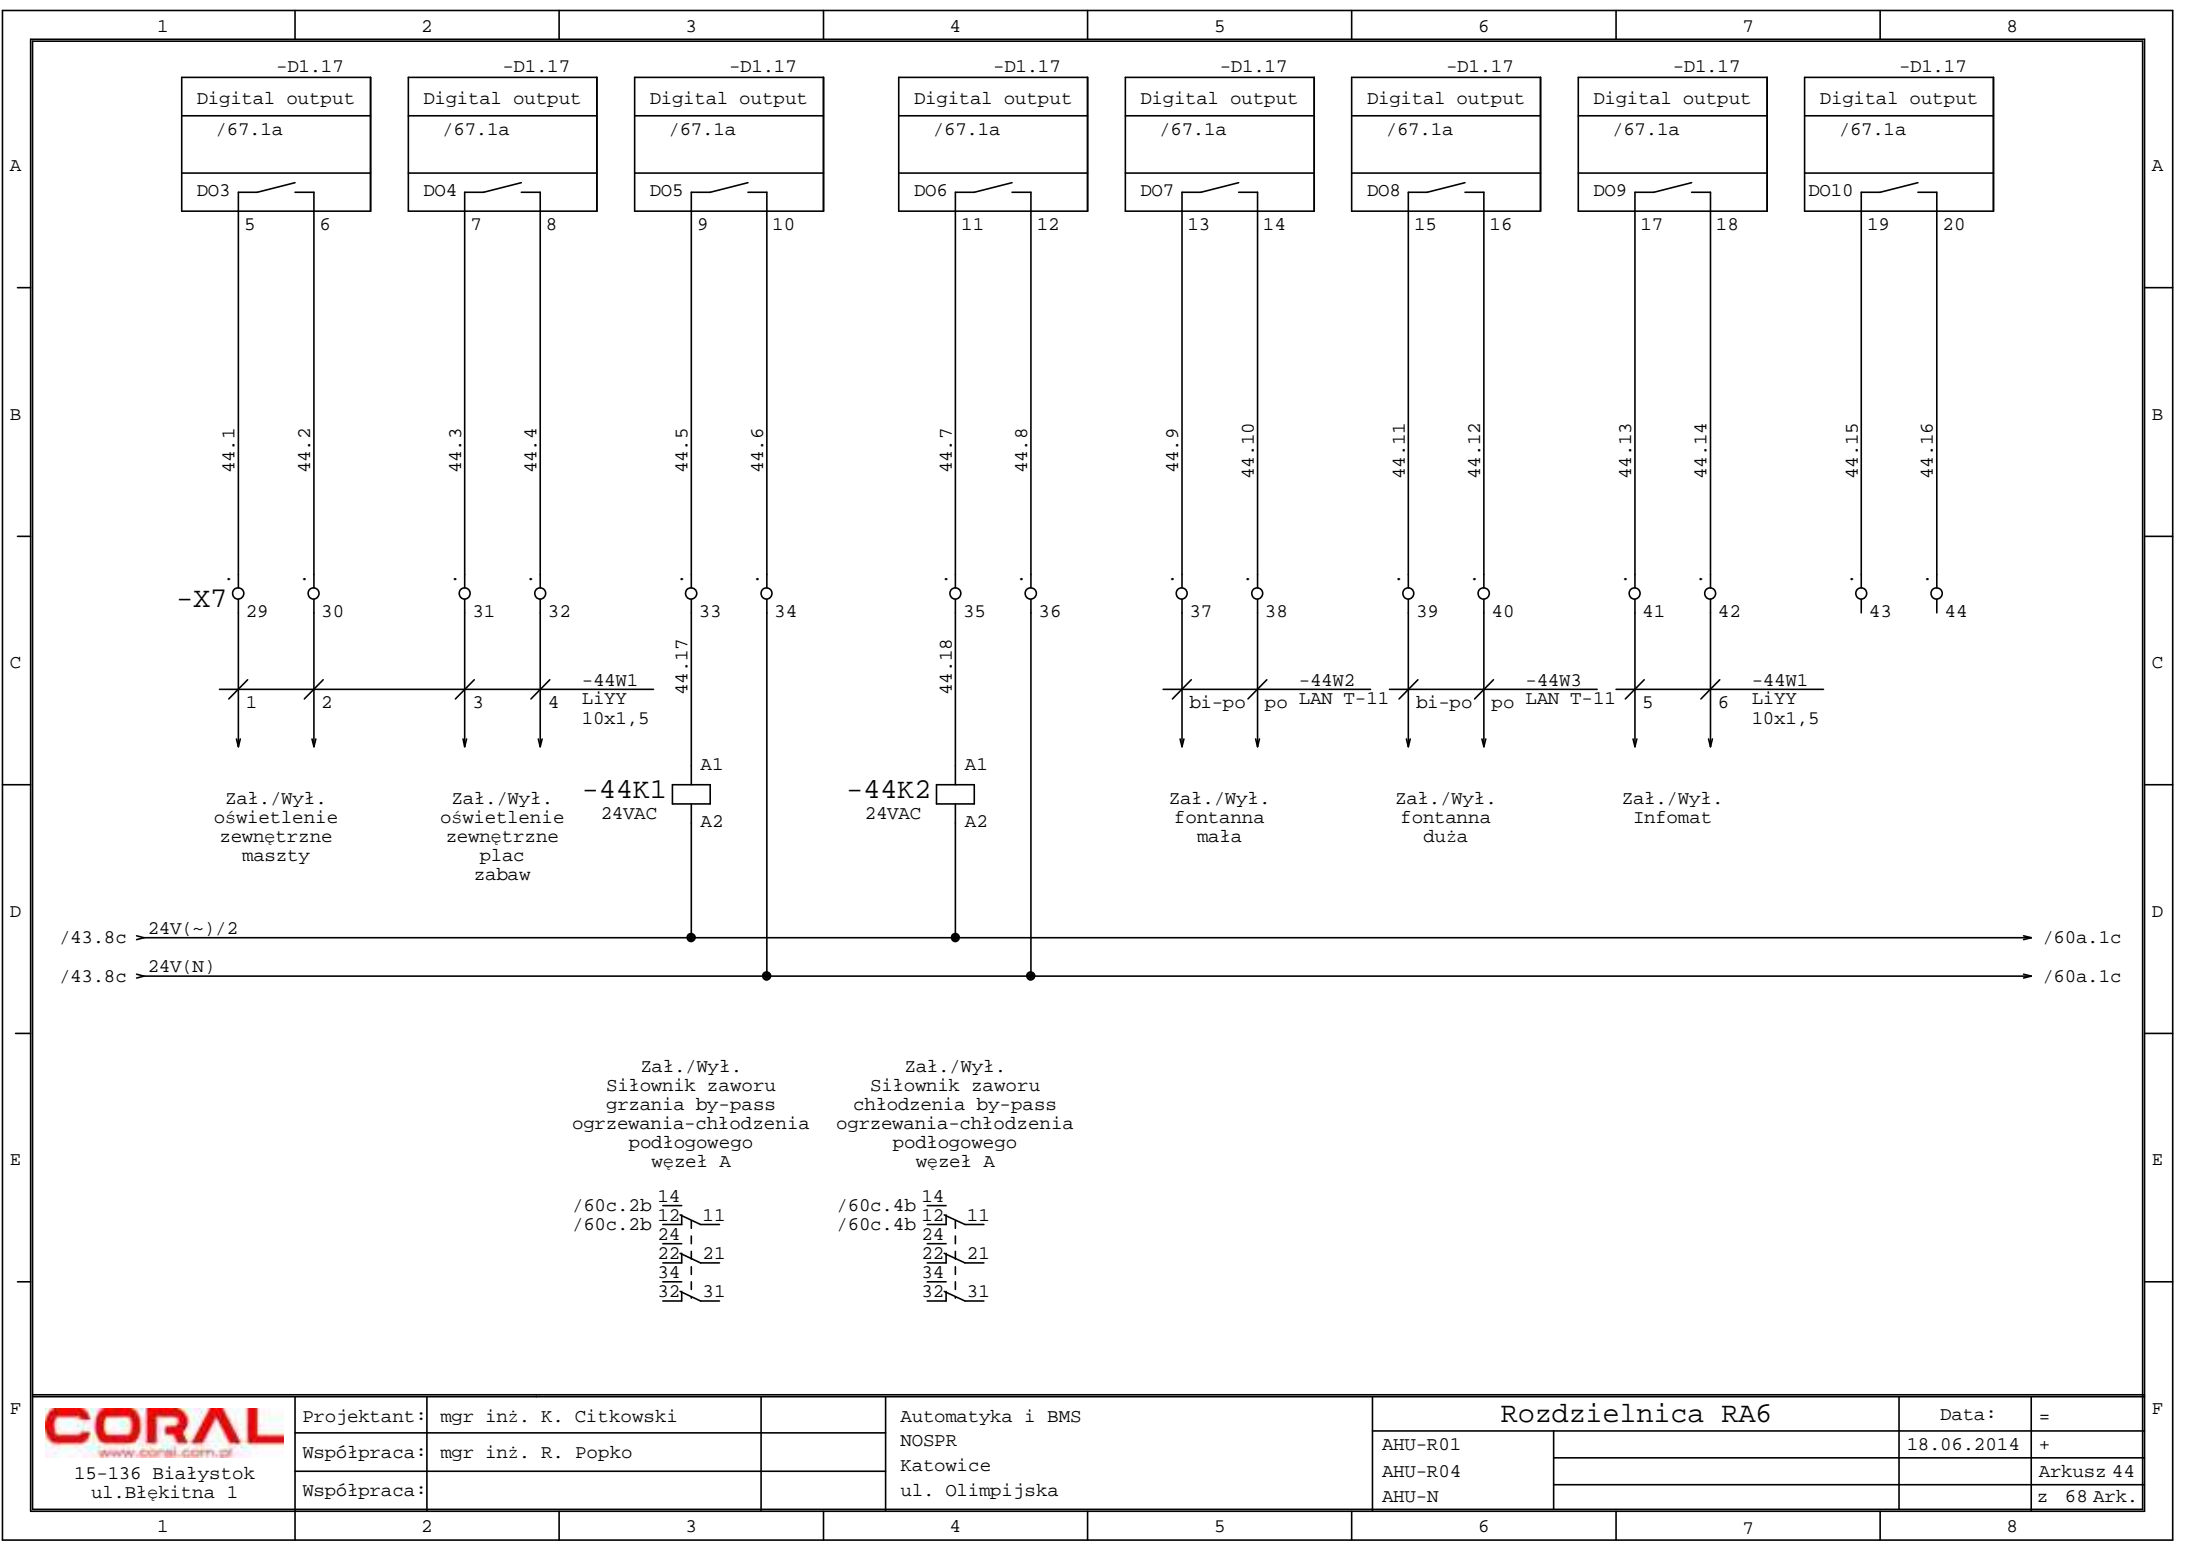 1 2 3 4 5 6 7 8
-D1.17 -D1.17 -D1.17 -D1.17 -D1.17 -D1.17 -D1.17 -D1.17
Digital output Digital output Digital output Digital output Digital output Digital output Digital output Digital output
/67.1a /67.1a /67.1a /67.1a /67.1a /67.1a /67.1a /67.1a
A A
DO3 DO4 DO5 DO6 DO7 DO8 DO9 DO10
5 6 7 8 9 10 11 12 13 14 15 16 17 18 19 20
B B
44.1 44.2 44.3 44.4 44.5 44.6 44.7 44.8 44.9 44.10 44.11 44.12 44.13 44.14 44.15 44.16
-X7 29 30 31 32 33 34 35 36 37 38 39 40 41 42 43 44
C C
44.17 44.18
1 2 3 4
-44W1
LiYY
10x1,5
bi-po po
-44W2
LAN T-11
bi-po po
-44W3
LAN T-11
5 6
-44W1
LiYY
10x1,5
A1
-44K1
24VAC
A2
A1
-44K2
24VAC
A2
Zał./Wył.
oświetlenie
zewnętrzne
maszty
Zał./Wył.
oświetlenie
zewnętrzne
plac
zabaw
Zał./Wył.
fontanna
mała
Zał./Wył.
fontanna
duża
Zał./Wył.
Infomat
D D
/43.8c 24V(~)/2 /60a.1c
/43.8c 24V(N) /60a.1c
Zał./Wył.
Siłownik zaworu
grzania by-pass
ogrzewania-chłodzenia
podłogowego
węzeł A
Zał./Wył.
Siłownik zaworu
chłodzenia by-pass
ogrzewania-chłodzenia
podłogowego
węzeł A
E E
/60c.2b 14
/60c.2b 12 11
24
22 21
34
32 31
/60c.4b 14
/60c.4b 12 11
24
22 21
34
32 31
F F
CORAL
www.coral.com.pl
15-136 Białystok
ul.Błękitna 1
Projektant: mgr inż. K. Citkowski
Współpraca: mgr inż. R. Popko
Współpraca:
Automatyka i BMS
NOSPR
Katowice
ul. Olimpijska
Rozdzielnica RA6
AHU-R01
AHU-R04
AHU-N
Data: =
18.06.2014 +
Arkusz 44
z 68 Ark.
1 2 3 4 5 6 7 8